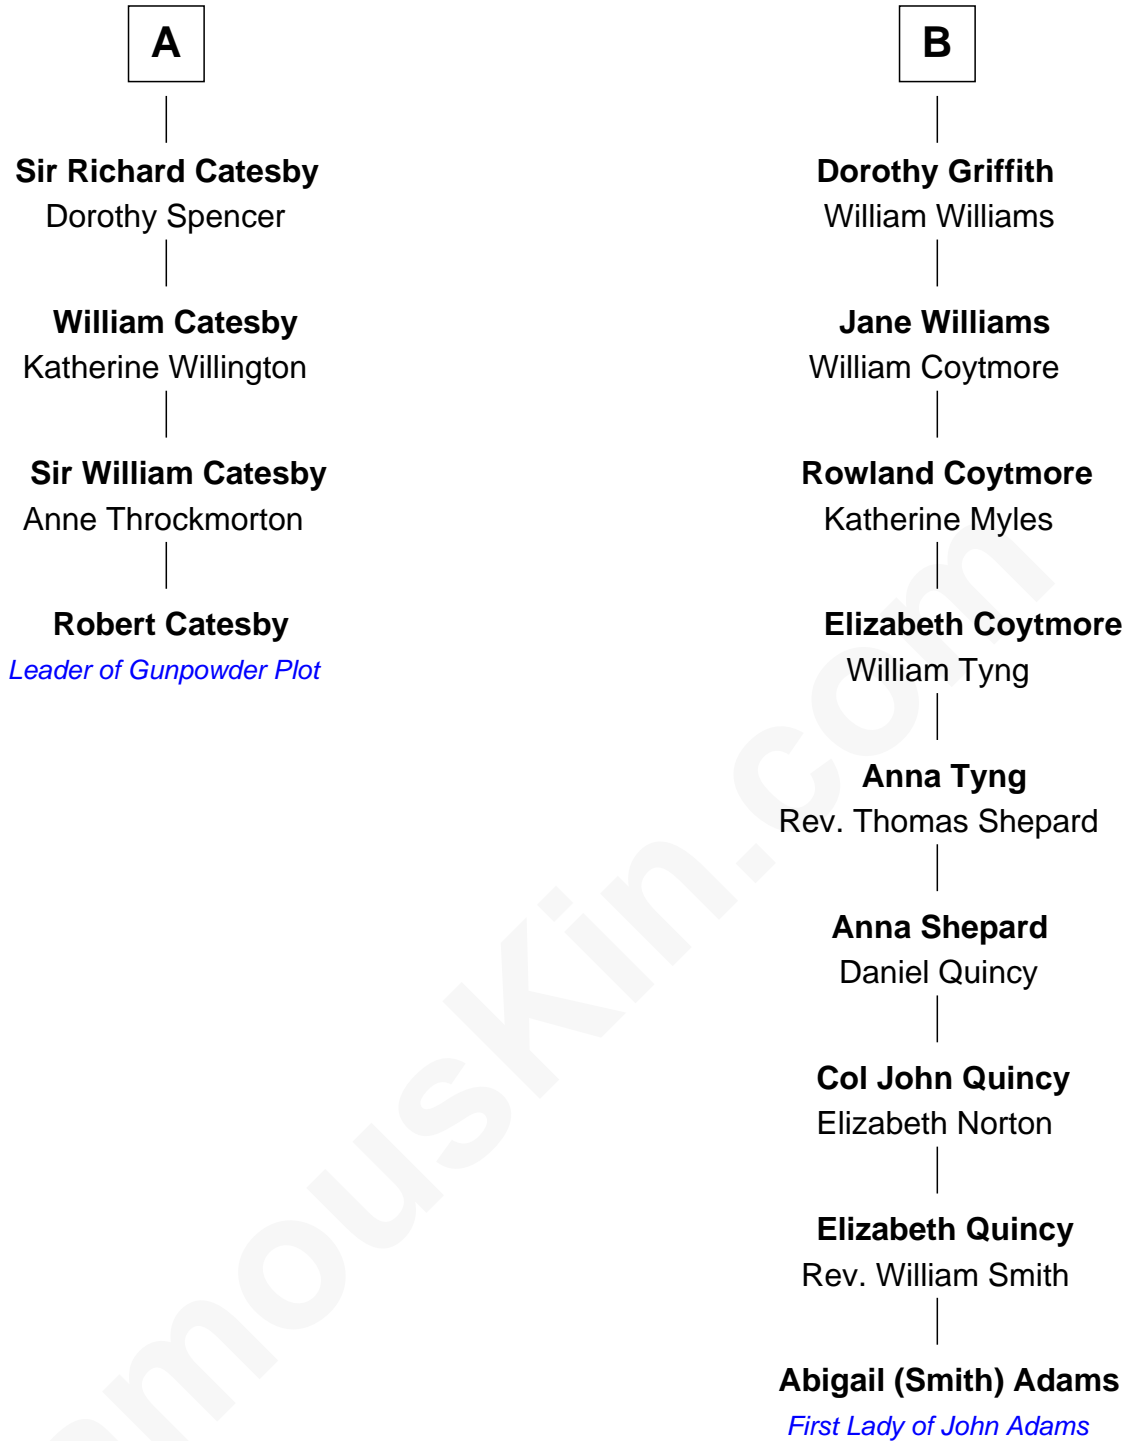 A
Sir Richard Catesby
Dorothy Spencer
William Catesby
Katherine Willington
Sir William Catesby
Anne Throckmorton
Robert Catesby
Leader of Gunpowder Plot
B
Dorothy Griffith
William Williams
Jane Williams
William Coytmore
Rowland Coytmore
Katherine Myles
Elizabeth Coytmore
William Tyng
Anna Tyng
Rev. Thomas Shepard
Anna Shepard
Daniel Quincy
Col John Quincy
Elizabeth Norton
Elizabeth Quincy
Rev. William Smith
Abigail (Smith) Adams
First Lady of John Adams
amouskin.com